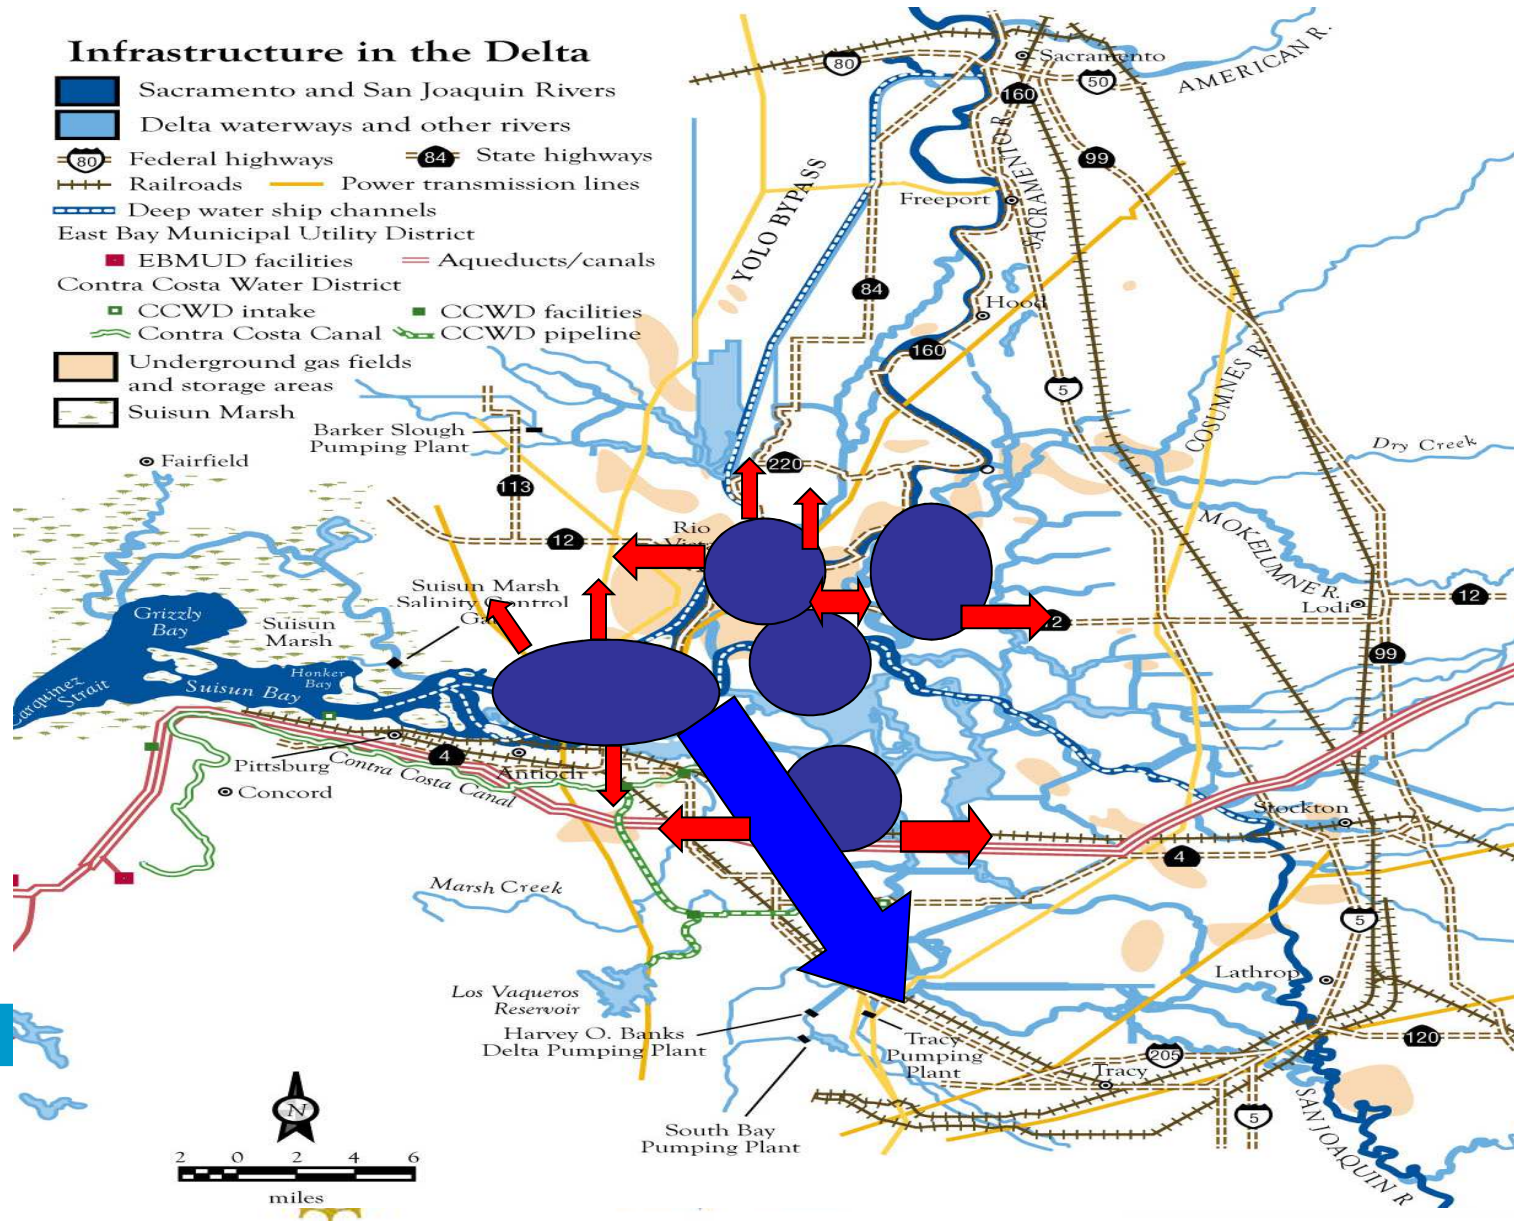 Infrastructure in the Delta
Sacramento and San Joaquin Rivers
Delta waterways and other rivers
80 Federal highways 84 State highways
Railroads Power transmission lines
Deep water ship channels
East Bay Municipal Utility District
EBMUD facilities Aqueducts/canals
Contra Costa Water District
CCWD intake CCWD facilities
Contra Costa Canal CCWD pipeline
Underground gas fields
and storage areas
Suisun Marsh
80
Sacramento
AMERICAN R.
50
160
SACRAMENTO R.
99
YOLO BYPASS
Freeport
SACRAMENTO
84
Hood
160
5
COSUMNES R.
Barker Slough
Pumping Plant
Dry Creek
Fairfield
220
113
MOKELUMNE R.
Rio
12
Suisun Marsh
Salinity Control
12
Lodi
Grizzly
Bay
Suisun
Marsh
99
Honker
Bay
Suisun Bay
Carquinez
Strait
Pittsburg
4
Antioch
Contra Costa Canal
Concord
Stockton
4
Marsh Creek
5
Los Vaqueros
Reservoir
Lathrop
Harvey O. Banks
Delta Pumping Plant
Tracy
Pumping
Plant
205
120
Tracy
5
SAN JOAQUIN R
South Bay
Pumping Plant
N
2 0 2 4 6
miles